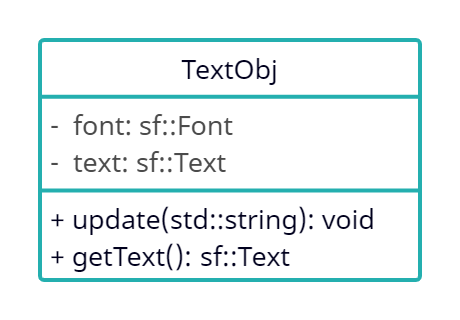 TextObj
- font: sf::Font
- text: sf::Text
+ update(std::string): void
+ getText(): sf::Text